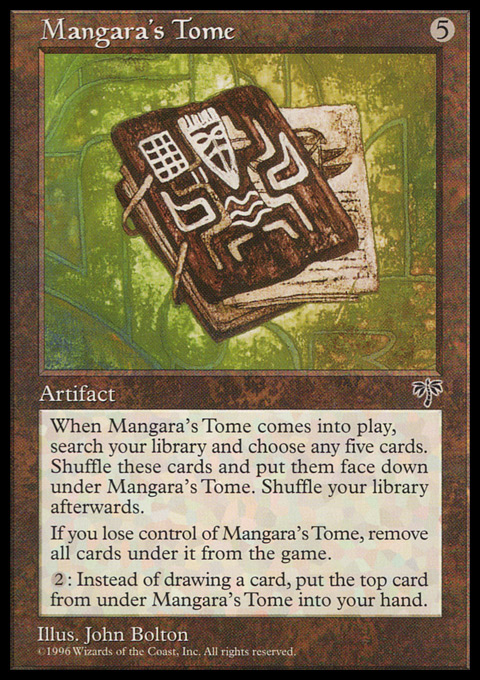 Mangara's Tome 5
Artifact
When Mangara's Tome comes into play,
search your library and choose any five cards.
Shuffle these cards and put them face down
under Mangara's Tome. Shuffle your library
afterwards.
If you lose control of Mangara's Tome, remove
all cards under it from the game.
2: Instead of drawing a card, put the top card
from under Mangara's Tome into your hand.
Illus. John Bolton
©1996 Wizards of the Coast, Inc. All rights reserved.